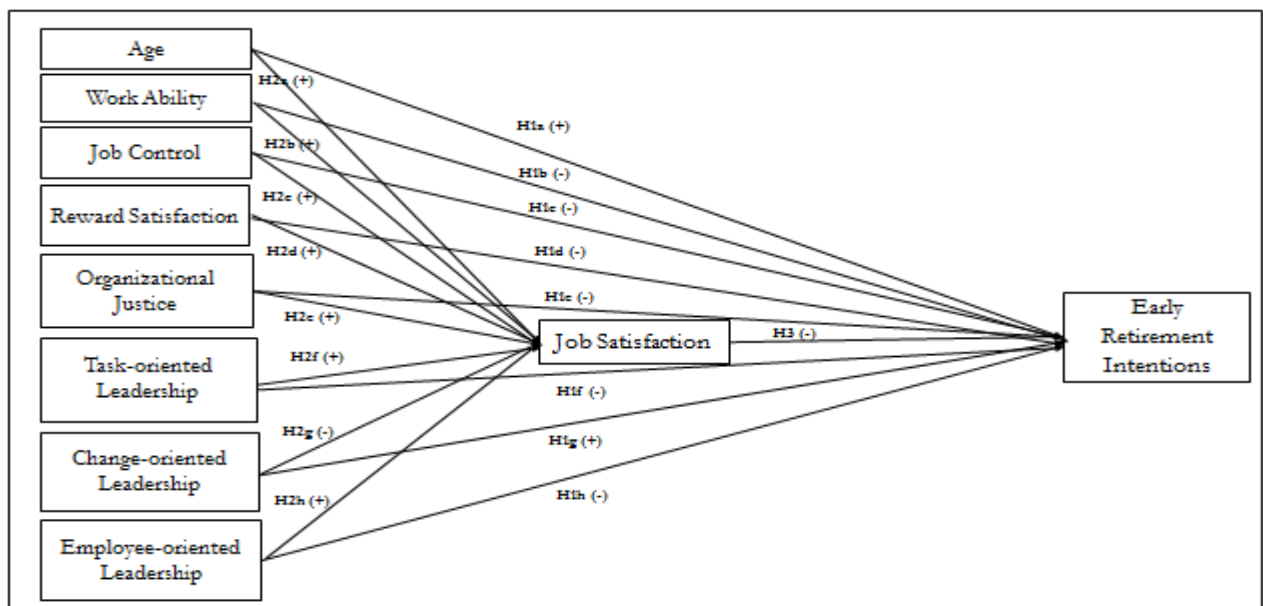 Age
Work Ability
Job Control
Reward Satisfaction
Organizational
Justice
Task-oriented
Leadership
Change-oriented
Leadership
Employee-oriented
Leadership
H2a (+)
H2b (+)
H2c (+)
H2d (+)
H2e (+)
H2f (+)
H2g (-)
H2h (+)
Job Satisfaction
H1a (+)
H1b (-)
H1c (-)
H1d (-)
H1e (-)
H3 (-)
H1f (-)
H1g (+)
H1h (-)
Early
Retirement
Intentions